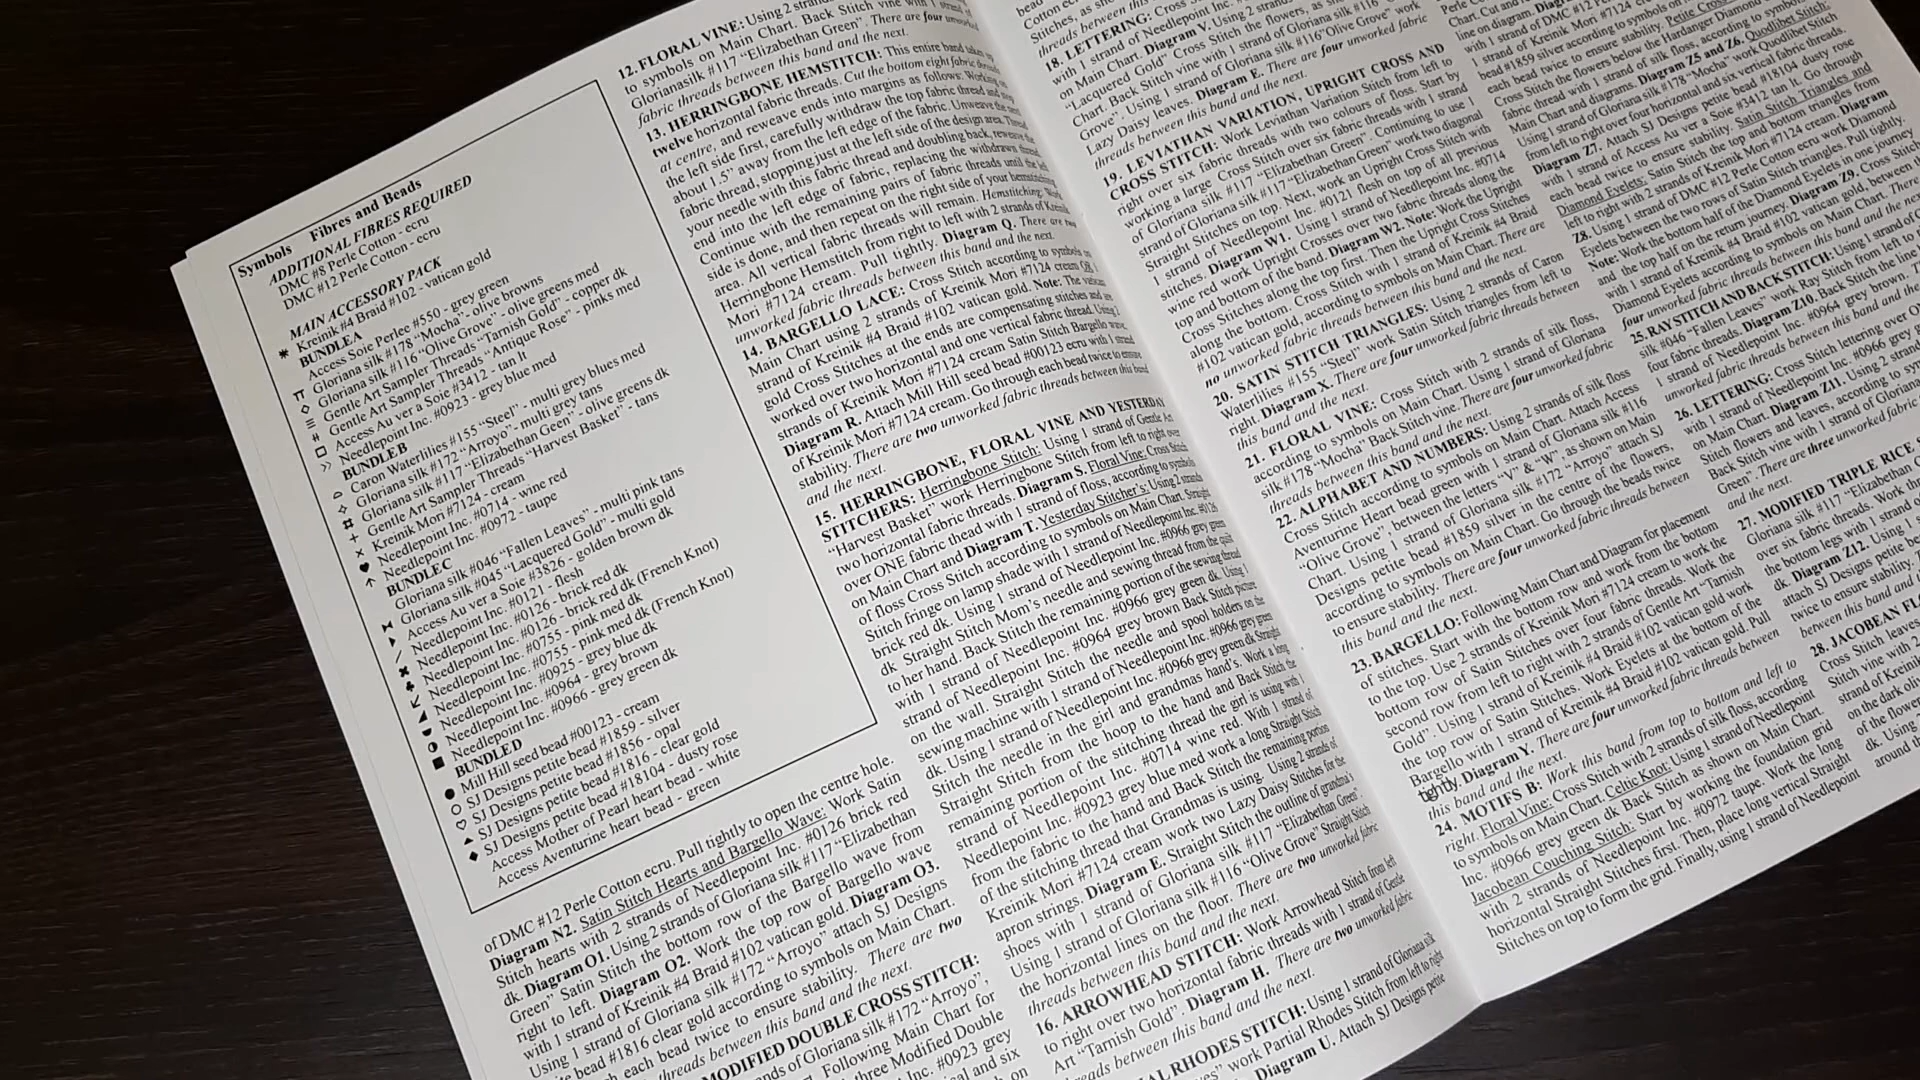 Symbols Fibres and Beads
ADDITIONAL FIBRES REQUIRED
DMC #8 Perle Cotton - ecru
DMC #12 Perle Cotton - ecru
MAIN ACCESSORY PACK
Kreinik #4 Braid #102 - vatican gold
BUNDLE A
Access Soie Perlee #550 - grey green
Gloriana silk #178 "Mocha" - olive browns
Gloriana silk #116 "Olive Grove" - olive greens med
Gentle Art Sampler Threads "Tarnish Gold" - copper dk
Gentle Art Sampler Threads "Antique Rose" - pinks med
Access Au ver a Soie #3412 - tan lt
Needlepoint Inc. #0923 - grey blue med
BUNDLE B
Caron Waterlilies #155 "Steel" - multi grey blues med
Gloriana silk #172 "Arroyo" - multi grey tans
Gloriana silk #117 "Elizabethan Geen" - olive greens dk
Gentle Art Sampler Threads "Harvest Basket" - tans
Kreinik Mori #7124 - cream
Needlepoint Inc. #0714 - wine red
Needlepoint Inc. #0972 - taupe
BUNDLE C
Gloriana silk #046 "Fallen Leaves" - multi pink tans
Gloriana silk #045 "Lacquered Gold" - multi gold
Access Au ver a Soie #3826 - golden brown dk
Needlepoint Inc. #0121 - flesh
Needlepoint Inc. #0126 - brick red dk
Needlepoint Inc. #0126 - brick red dk (French Knot)
Needlepoint Inc. #0755 - pink med dk
Needlepoint Inc. #0755 - pink med dk (French Knot)
Needlepoint Inc. #0925 - grey blue dk
Needlepoint Inc. #0964 - grey brown
Needlepoint Inc. #0966 - grey green dk
BUNDLE D
Mill Hill seed bead #00123 - cream
SJ Designs petite bead #1859 - silver
SJ Designs petite bead #1856 - opal
SJ Designs petite bead #1816 - clear gold
SJ Designs petite bead #18104 - dusty rose
Access Mother of Pearl heart bead - white
Access Aventurine heart bead - green
of DMC #12 Perle Cotton ecru. Pull tightly to open the centre hole.
Diagram N2. Satin Stitch Hearts and Bargello Wave: Work Satin
Stitch hearts with 2 strands of Needlepoint Inc. #0126 brick red
dk. Diagram O1. Using 2 strands of Gloriana silk #117 "Elizabethan
Green" Satin Stitch the bottom row of the Bargello wave from
right to left. Diagram O2. Work the top row of Bargello wave
with 1 strand of Kreinik #4 Braid #102 vatican gold. Diagram O3.
Using 1 strand of Gloriana silk #172 "Arroyo" attach SJ Designs
bead #1816 clear gold according to symbols on Main Chart.
each bead twice to ensure stability. There are two
threads between this band and the next.
MODIFIED DOUBLE CROSS STITCH:
of Gloriana silk #172 "Arroyo",
Following Main Chart for
three Modified Double
Inc. #0923 grey
and six
12. FLORAL VINE: Using 2
to symbols on Main Chart. Back Stitch vine with 1
Glorianasilk #117 "Elizabethan Green". There are four unworked
fabric threads between this band and the next.
13. HERRINGBONE HEMSTITCH: This entire band takes
twelve horizontal fabric threads. Cut the bottom eight fabric
at centre, and reweave ends into margins as follows: Working
the left side first, carefully withdraw the top fabric thread and
about 1.5" away from the left edge of the fabric. Unweave the
fabric thread, stopping just at the left side of the design area.
your needle with this fabric thread and doubling back, reweave
end into the left edge of fabric, replacing the withdrawn
Continue with the remaining pairs of fabric threads until the
side is done, and then repeat on the right side of your
area. All vertical fabric threads will remain. Hemstitching:
Herringbone Hemstitch from right to left with 2 strands of Kreinik
Mori #7124 cream. Pull tightly. Diagram Q. There are two
unworked fabric threads between this band and the next.
14. BARGELLO LACE: Cross Stitch according to symbols on
Main Chart using 2 strands of Kreinik Mori #7124 cream
strand of Kreinik #4 Braid #102 vatican gold. Note: The vatican
gold Cross Stitches at the ends are compensating stitches and are
worked over two horizontal and one vertical fabric thread. Using 2
strands of Kreinik Mori #7124 cream Satin Stitch Bargello wave.
Diagram R. Attach Mill Hill seed bead #00123 ecru with 1 strand
of Kreinik Mori #7124 cream. Go through each bead twice to ensure
stability. There are two unworked fabric threads between this band
and the next.
15. HERRINGBONE, FLORAL VINE AND YESTERDAY
STITCHERS: Herringbone Stitch: Using 1 strand of Gentle Art
"Harvest Basket" work Herringbone Stitch from left to right over
two horizontal fabric threads. Diagram S. Floral Vine: Cross Stitch
over ONE fabric thread with 1 strand of floss, according to symbols
on Main Chart and Diagram T. Yesterday Stitcher's: Using 2 strands
of floss Cross Stitch according to symbols on Main Chart. Straight
Stitch fringe on lamp shade with 1 strand of Needlepoint Inc. #0126
brick red dk. Using 1 strand of Needlepoint Inc. #0966 grey green
dk Straight Stitch Mom's needle and sewing thread from the quilt
to her hand. Back Stitch the remaining portion of the sewing thread
with 1 strand of Needlepoint Inc. #0966 grey green dk. Using 1
strand of Needlepoint Inc. #0964 grey brown Back Stitch picture
on the wall. Straight Stitch the needle and spool holders on the
sewing machine with 1 strand of Needlepoint Inc. #0966 grey green
dk. Using 1 strand of Needlepoint Inc. #0966 grey green dk Straight
Stitch the needle in the girl and grandmas hand's. Work a long
Straight Stitch from the hoop to the hand and Back Stitch the
remaining portion of the stitching thread the girl is using with 1
strand of Needlepoint Inc. #0714 wine red. With 1 strand of
Needlepoint Inc. #0923 grey blue med work a long Straight Stitch
from the fabric to the hand and Back Stitch the remaining portion
of the stitching thread that Grandmas is using. Using 2 strands of
Kreinik Mori #7124 cream work two Lazy Daisy Stitches for the
apron strings. Diagram E. Straight Stitch the outline of grandma's
shoes with 1 strand of Gloriana silk #117 "Elizabethan Green".
Using 1 strand of Gloriana silk #116 "Olive Grove" Straight Stitch
the horizontal lines on the floor. There are two unworked fabric
threads between this band and the next.
16. ARROWHEAD STITCH: Work Arrowhead Stitch from left
to right over two horizontal fabric threads with 1 strand of Gentle
Art "Tarnish Gold". Diagram H. There are two unworked fabric
threads between this band and the next.
RHODES STITCH: Using 1 strand of Gloriana silk
work Partial Rhodes Stitch from left to right
Diagram U. Attach SJ Designs petite
threads between this
18. LETTERING: Cross
with 1 strand of Needlepoint Inc.
on Main Chart. Diagram V. Using 2 strands
"Lacquered Gold" Cross Stitch the flowers, as
Chart. Back Stitch vine with 1 strand of Gloriana silk #116
Grove". Using 1 strand of Gloriana silk #116"Olive Grove" work
Lazy Daisy leaves. Diagram E. There are four unworked fabric
threads between this band and the next.
19. LEVIATHAN VARIATION, UPRIGHT CROSS AND
CROSS STITCH: Work Leviathan Variation Stitch from left to
right over six fabric threads with two colours of floss. Start by
working a large Cross Stitch over six fabric threads with 1 strand
of Gloriana silk #117 "Elizabethan Green". Continuing to use 1
strand of Gloriana silk #117 "Elizabethan Green" work two diagonal
Straight Stitches on top. Next, work an Upright Cross Stitch with
1 strand of Needlepoint Inc. #0121 flesh on top of all previous
stitches. Diagram W1. Using 1 strand of Needlepoint Inc. #0714
wine red work Upright Crosses over two fabric threads along the
top and bottom of the band. Diagram W2. Note: Work the Upright
Cross Stitches along the top first. Then the Upright Cross Stitches
along the bottom. Cross Stitch with 1 strand of Kreinik #4 Braid
#102 vatican gold, according to symbols on Main Chart. There are
no unworked fabric threads between this band and the next.
20. SATIN STITCH TRIANGLES: Using 2 strands of Caron
Waterlilies #155 "Steel" work Satin Stitch triangles from left to
right. Diagram X. There are four unworked fabric threads between
this band and the next.
21. FLORAL VINE: Cross Stitch with 2 strands of silk floss,
according to symbols on Main Chart. Using 1 strand of Gloriana
silk #178 "Mocha" Back Stitch vine. There are four unworked fabric
threads between this band and the next.
22. ALPHABET AND NUMBERS: Using 2 strands of silk floss
Cross Stitch according to symbols on Main Chart. Attach Access
Aventurine Heart bead green with 1 strand of Gloriana silk #116
"Olive Grove", between the letters "V" & "W", as shown on Main
Chart. Using 1 strand of Gloriana silk #172 "Arroyo" attach SJ
Designs petite bead #1859 silver in the centre of the flowers,
according to symbols on Main Chart. Go through the beads twice
to ensure stability. There are four unworked fabric threads between
this band and the next.
23. BARGELLO: Following Main Chart and Diagram for placement
of stitches. Start with the bottom row and work from the bottom
to the top. Use 2 strands of Kreinik Mori #7124 cream to work the
bottom row of Satin Stitches over four fabric threads. Work the
second row from left to right with 2 strands of Gentle Art "Tarnish
Gold". Using 1 strand of Kreinik #4 Braid #102 vatican gold work
the top row of Satin Stitches. Work Eyelets at the bottom of the
Bargello with 1 strand of Kreinik #4 Braid #102 vatican gold. Pull
tightly. Diagram Y. There are four unworked fabric threads between
this band and the next.
24. MOTIFS B: Work this band from top to bottom and left to
right. Floral Vine: Cross Stitch with 2 strands of silk floss, according
to symbols on Main Chart. Celtic Knot: Using 1 strand of Needlepoint
Inc. #0966 grey green dk Back Stitch as shown on Main Chart.
Jacobean Couching Stitch: Start by working the foundation grid
with 2 strands of Needlepoint Inc. #0972 taupe. Work the long
horizontal Straight Stitches first. Then, place long vertical Straight
Stitches on top to form the grid. Finally, using 1 strand of Needlepoint
with 1 strand of Kreinik Mori #7124
bead #1859 silver according to symbols on
each bead twice to ensure stability.
Cross Stitch the flowers below the Hardanger Diamond
fabric thread with 1 strand of silk floss, according to symbols
Main Chart and diagrams. Diagram Z5 and Z6. Quodlibet Stitch:
Using 1 strand of Gloriana silk #178 "Mocha" work Quodlibet Stitch
from left to right over four horizontal and six vertical fabric threads.
Diagram Z7. Attach SJ Designs petite bead #18104 dusty rose
with 1 strand of Access Au ver a Soie #3412 tan lt. Go through
each bead twice to ensure stability. Satin Stitch Triangles and
Diamond Eyelets: Satin Stitch the top and bottom triangles from
left to right with 2 strands of Kreinik Mori #7124 cream. Diagram
Z8. Using 1 strand of DMC #12 Perle Cotton ecru work Diamond
Eyelets between the two rows of Satin Stitch triangles. Pull tightly.
Note: Work the bottom half of the Diamond Eyelets in one journey
and the top half on the return journey. Diagram Z9. Cross Stitch
with 1 strand of Kreinik #4 Braid #102 vatican gold, between
Diamond Eyelets according to symbols on Main Chart. There
four unworked fabric threads between this band and the next
25. RAY STITCH AND BACK STITCH: Using 1 strand of
silk #046 "Fallen Leaves" work Ray Stitch from left to
four fabric threads. Diagram Z10. Back Stitch the line
1 strand of Needlepoint Inc. #0964 grey brown.
unworked fabric threads between this band and the
26. LETTERING: Cross Stitch lettering over
with 1 strand of Needlepoint Inc. #0966 grey
on Main Chart. Diagram Z11. Using 2 strands
Stitch flowers and leaves, according to
Back Stitch vine with 1 strand of Gloriana
Green". There are three unworked fabric
and the next.
27. MODIFIED TRIPLE RICE
Gloriana silk #117 "Elizabethan
over six fabric threads. Work
the bottom legs with 1 strand
dk. Diagram Z12. Using 1
attach SJ Designs petite
twice to ensure stability.
between this band and
28. JACOBEAN
Cross Stitch leaves
Stitch vine with 2
strand of Kreinik
on the dark
of the flower
dk. Using
around